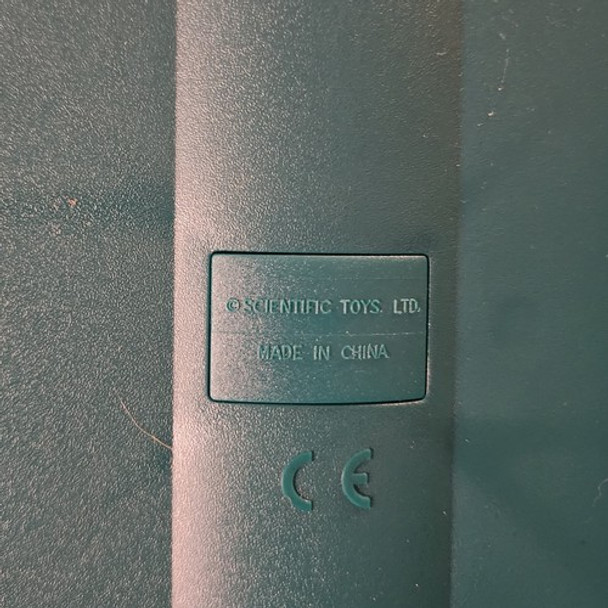 © SCIENTIFIC TOYS. LTD.
MADE IN CHINA
CE